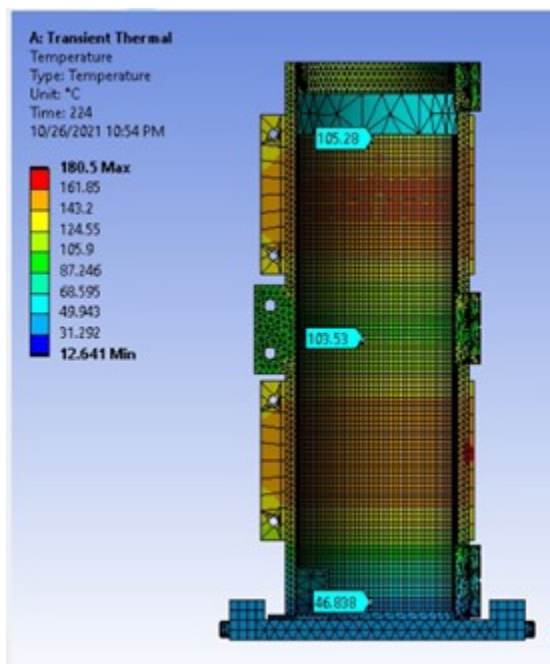 A: Transient Thermal
Temperature
Type: Temperature
Unit: °C
Time: 224
10/26/2021 10:54 PM
180.5 Max
161.85
143.2
124.55
105.9
87.246
68.595
49.943
31.292
12.641 Min
105.28
103.53
46.838